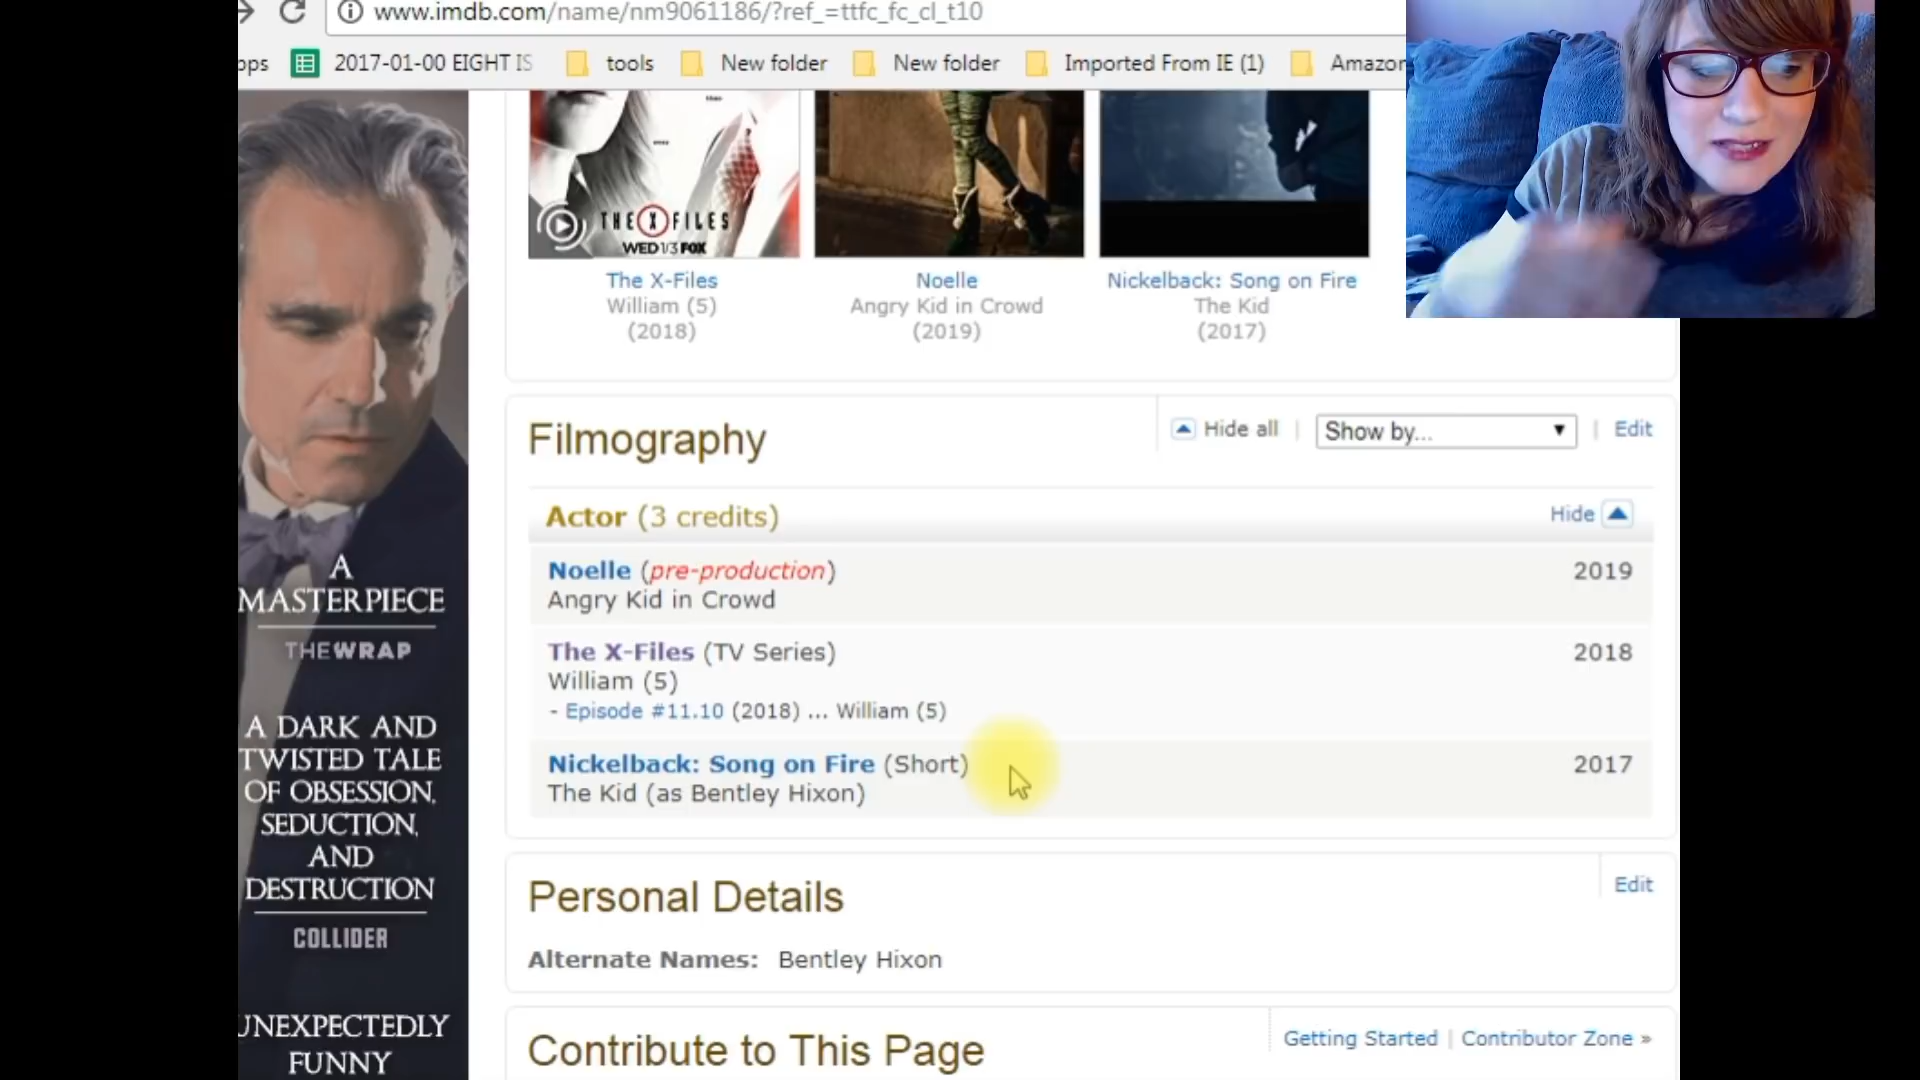 www.imdb.com/name/nm9061186/?ref_=ttfc_fc_cl_t10
ops 2017-01-00 EIGHT IS tools New folder New folder Imported From IE (1) Amazon
THE X FILES
WED 1/3 FOX
The X-Files
William (5)
(2018)
Noelle
Angry Kid in Crowd
(2019)
Nickelback: Song on Fire
The Kid
(2017)
Filmography
Hide all | Show by... | Edit
Actor (3 credits)
Hide
Noelle (pre-production) 2019
Angry Kid in Crowd
The X-Files (TV Series) 2018
William (5)
- Episode #11.10 (2018) ... William (5)
Nickelback: Song on Fire (Short) 2017
The Kid (as Bentley Hixon)
Personal Details
Edit
Alternate Names: Bentley Hixon
Contribute to This Page
Getting Started | Contributor Zone »
A
MASTERPIECE
THEWRAP
A DARK AND
TWISTED TALE
OF OBSESSION,
SEDUCTION,
AND
DESTRUCTION
COLLIDER
UNEXPECTEDLY
FUNNY